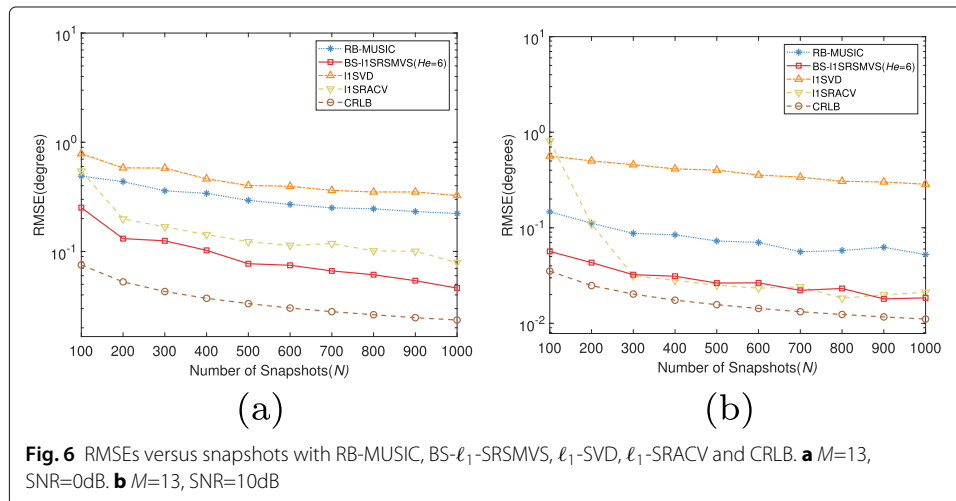 10^1
10^0
10^-1
RMSE(degrees)
RB-MUSIC
BS-l1SRSMVS(He=6)
l1SVD
l1SRACV
CRLB
100 200 300 400 500 600 700 800 900 1000
Number of Snapshots(N)
(a)
10^1
10^0
10^-1
10^-2
RMSE(degrees)
RB-MUSIC
BS-l1SRSMVS(He=6)
l1SVD
l1SRACV
CRLB
100 200 300 400 500 600 700 800 900 1000
Number of Snapshots(N)
(b)
Fig. 6 RMSEs versus snapshots with RB-MUSIC, BS-ℓ₁-SRSMVS, ℓ₁-SVD, ℓ₁-SRACV and CRLB. a M=13,
SNR=0dB. b M=13, SNR=10dB